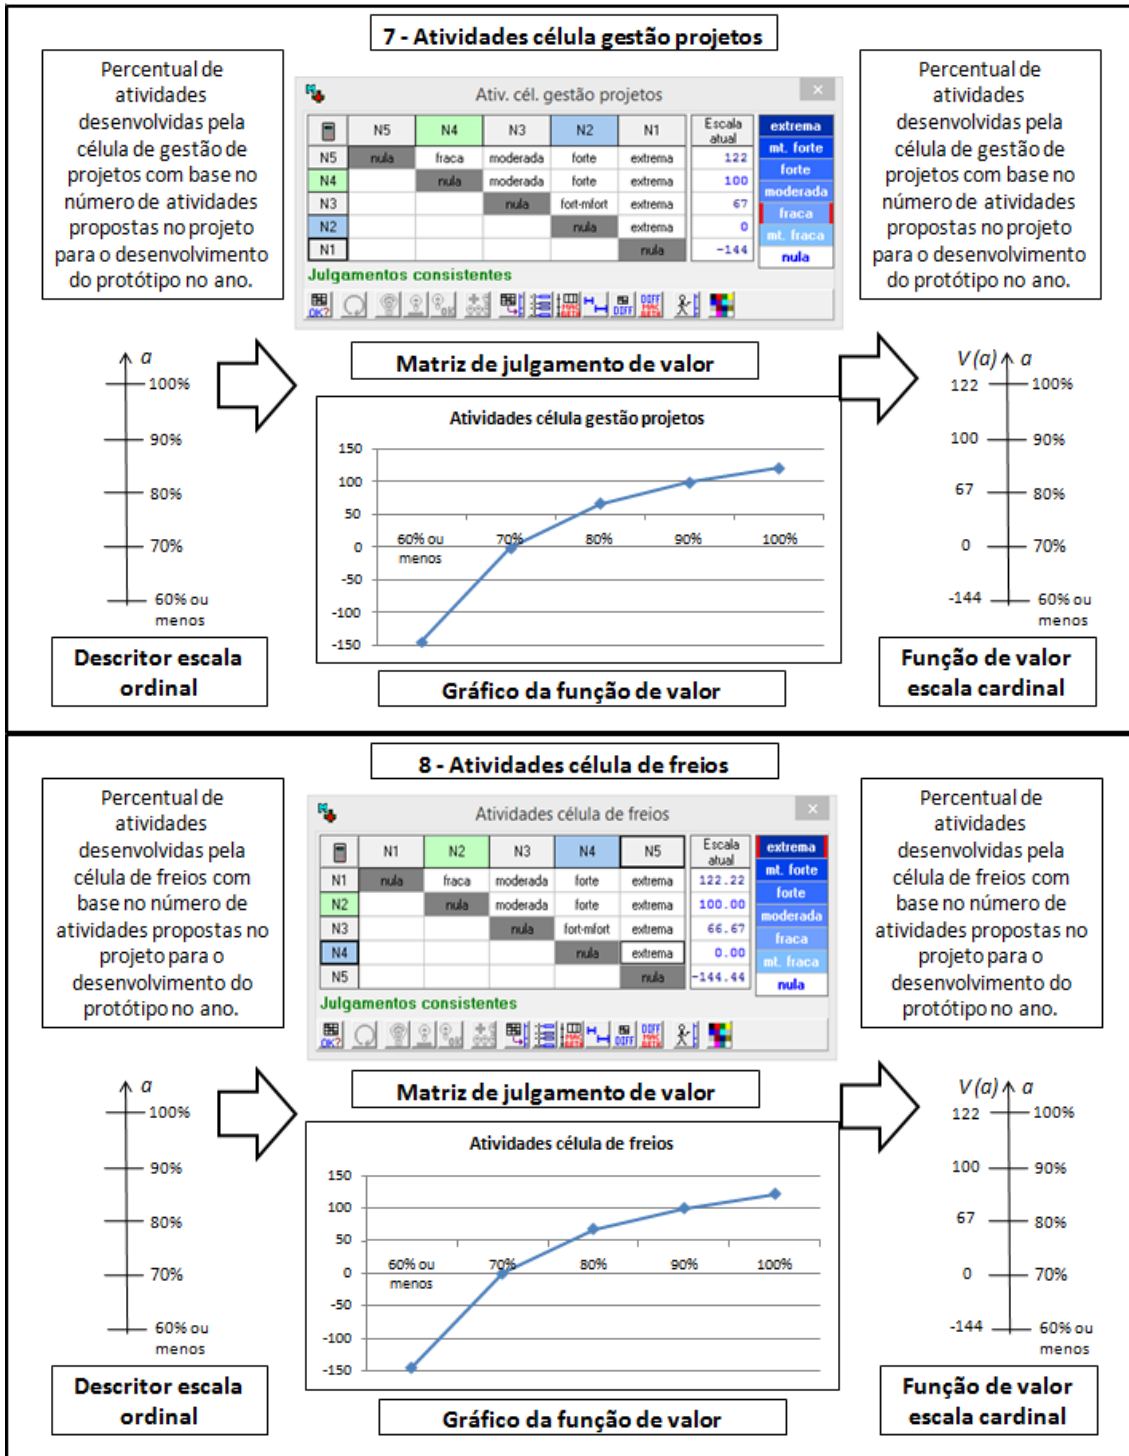 7 - Atividades célula gestão projetos
Percentual de
atividades
desenvolvidas pela
célula de gestão de
projetos com base no
número de atividades
propostas no projeto
para o desenvolvimento
do protótipo no ano.
Ativ. cél. gestão projetos
N5 N4 N3 N2 N1 Escala atual
N5 nula fraca moderada forte extrema 122
N4 nula moderada forte extrema 100
N3 nula fort-mfort extrema 67
N2 nula extrema 0
N1 nula -144
Julgamentos consistentes
extrema
mt. forte
forte
moderada
fraca
mt. fraca
nula
Percentual de
atividades
desenvolvidas pela
célula de gestão de
projetos com base no
número de atividades
propostas no projeto
para o desenvolvimento
do protótipo no ano.
a
100%
90%
80%
70%
60% ou
menos
Descritor escala
ordinal
Matriz de julgamento de valor
Atividades célula gestão projetos
150
100
50
0
-50
-100
-150
60% ou
menos
70%
80%
90%
100%
Gráfico da função de valor
V (a) a
122 100%
100 90%
67 80%
0 70%
-144 60% ou
menos
Função de valor
escala cardinal
8 - Atividades célula de freios
Percentual de
atividades
desenvolvidas pela
célula de freios com
base no número de
atividades propostas no
projeto para o
desenvolvimento do
protótipo no ano.
Atividades célula de freios
N1 N2 N3 N4 N5 Escala atual
N1 nula fraca moderada forte extrema 122.22
N2 nula moderada forte extrema 100.00
N3 nula fort-mfort extrema 66.67
N4 nula extrema 0.00
N5 nula -144.44
Julgamentos consistentes
extrema
mt. forte
forte
moderada
fraca
mt. fraca
nula
Percentual de
atividades
desenvolvidas pela
célula de freios com
base no número de
atividades propostas no
projeto para o
desenvolvimento do
protótipo no ano.
a
100%
90%
80%
70%
60% ou
menos
Descritor escala
ordinal
Matriz de julgamento de valor
Atividades célula de freios
150
100
50
0
-50
-100
-150
60% ou
menos
70%
80%
90%
100%
Gráfico da função de valor
V (a) a
122 100%
100 90%
67 80%
0 70%
-144 60% ou
menos
Função de valor
escala cardinal